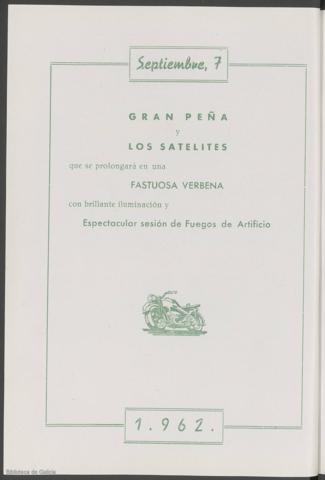 Septiembre, 7
GRAN PEÑA
y
LOS SATELITES
que se prolongará en una
FASTUOSA VERBENA
con brillante iluminación y
Espectacular sesión de Fuegos de Artificio
1.962.
Biblioteca de Galicia